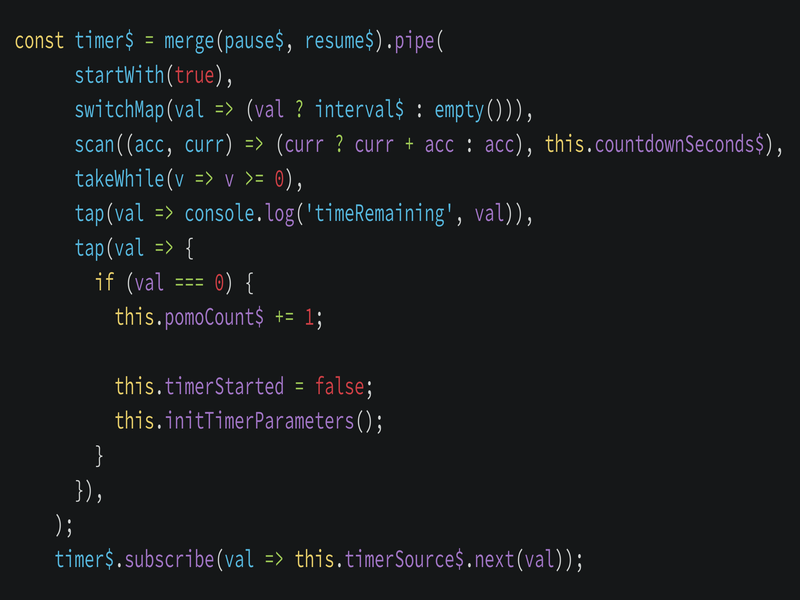 const timer$ = merge(pause$, resume$).pipe(
startWith(true),
switchMap(val => (val ? interval$ : empty())),
scan((acc, curr) => (curr ? curr + acc : acc), this.countdownSeconds$),
takeWhile(v => v >= 0),
tap(val => console.log('timeRemaining', val)),
tap(val => {
if (val === 0) {
this.pomoCount$ += 1;
this.timerStarted = false;
this.initTimerParameters();
}
}),
);
timer$.subscribe(val => this.timerSource$.next(val));